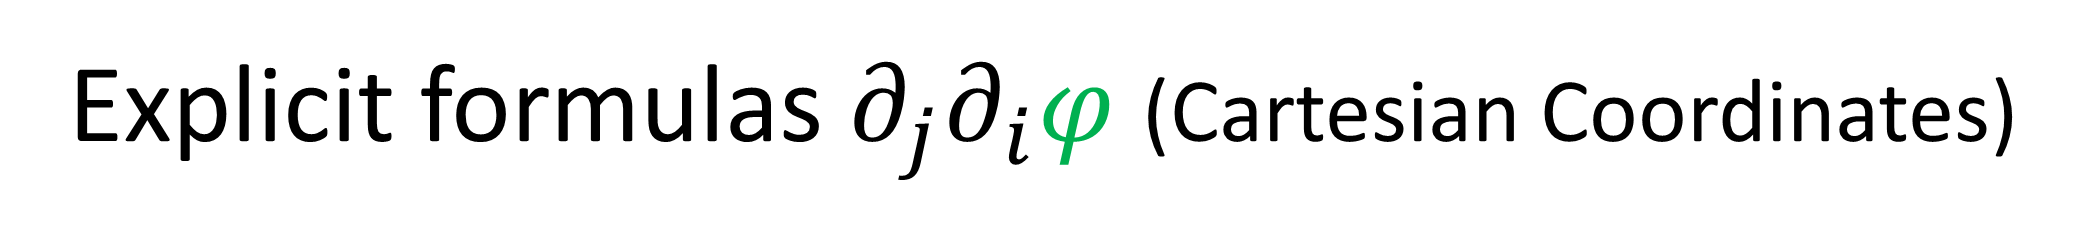 Explicit formulas ∂ⱼ∂ᵢφ (Cartesian Coordinates)